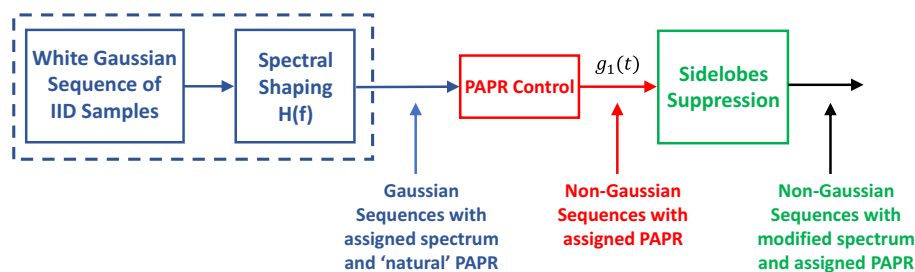 White Gaussian
Sequence of
IID Samples
Spectral
Shaping
H(f)
PAPR Control
g₁(t)
Sidelobes
Suppression
Gaussian
Sequences with
assigned spectrum
and ‘natural’ PAPR
Non-Gaussian
Sequences with
assigned PAPR
Non-Gaussian
Sequences with
modified spectrum
and assigned PAPR